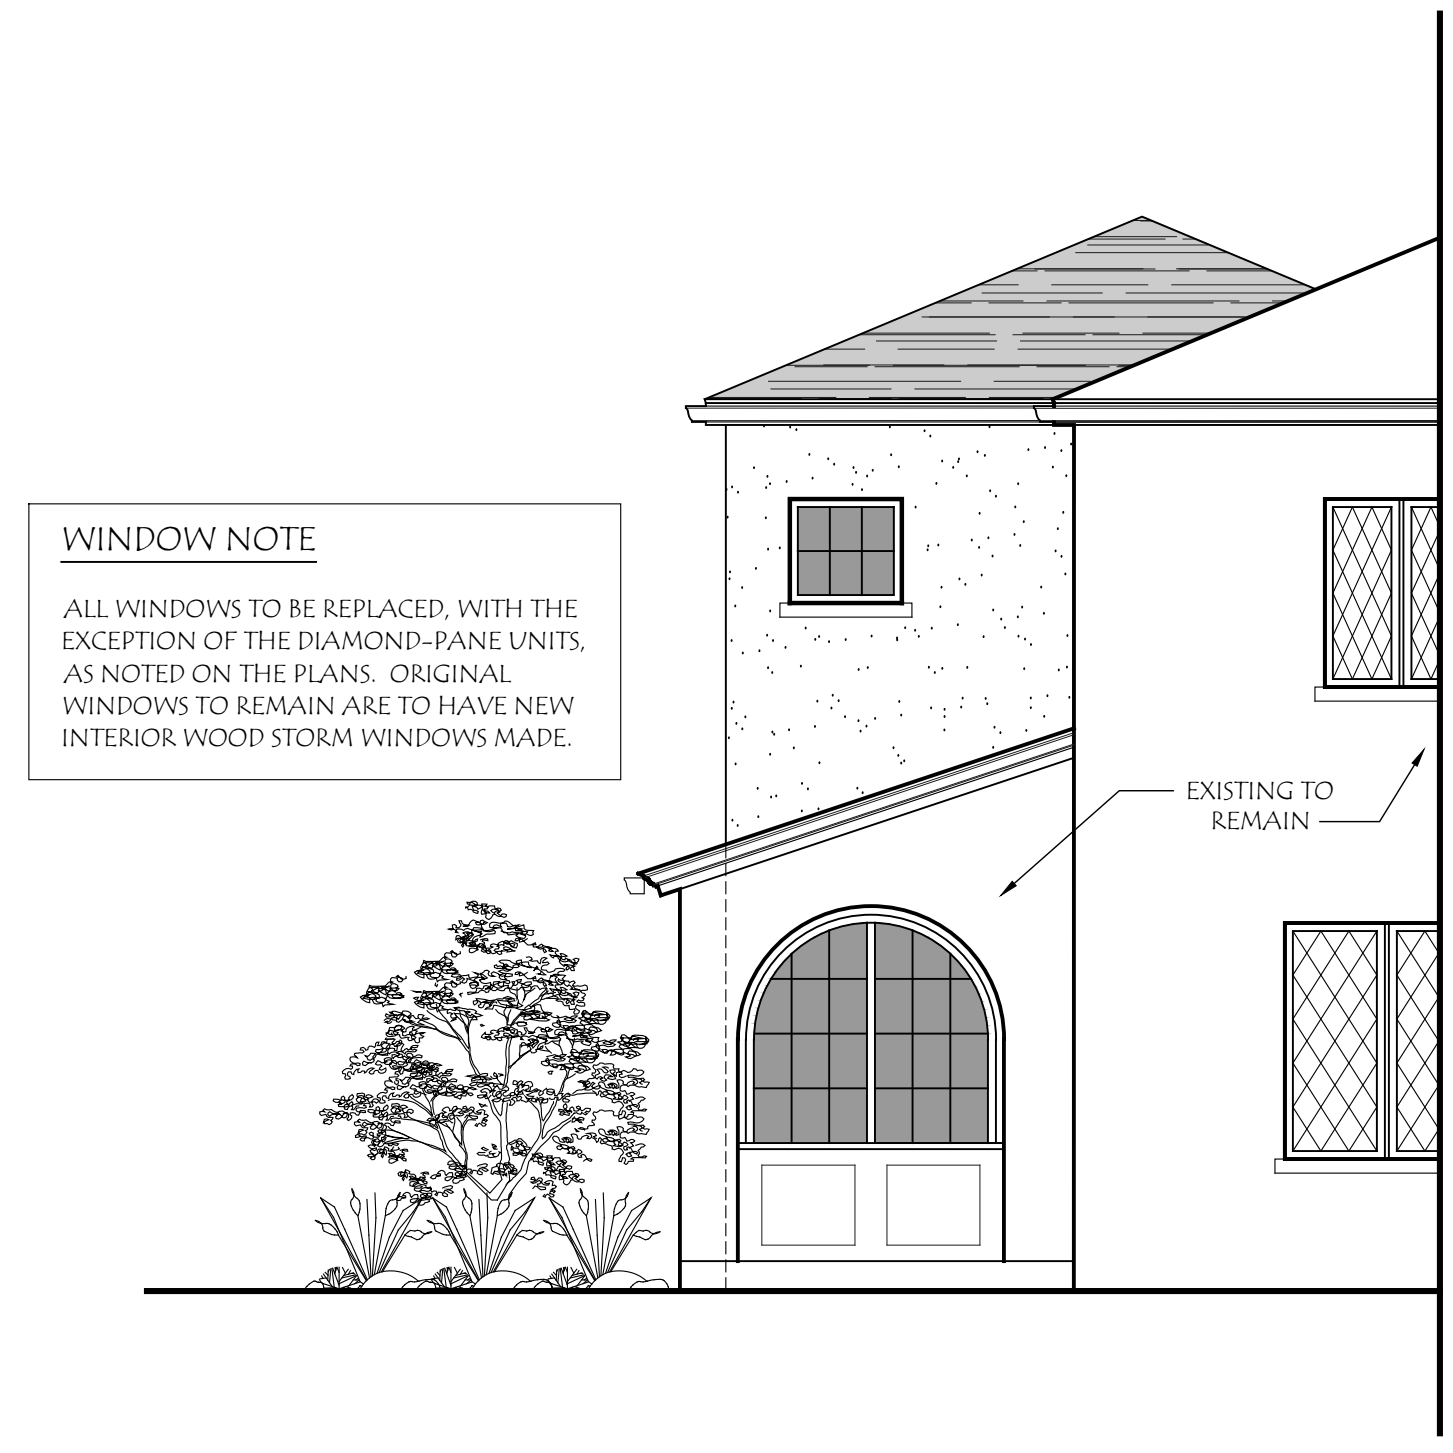 WINDOW NOTE
ALL WINDOWS TO BE REPLACED, WITH THE
EXCEPTION OF THE DIAMOND-PANE UNITS,
AS NOTED ON THE PLANS. ORIGINAL
WINDOWS TO REMAIN ARE TO HAVE NEW
INTERIOR WOOD STORM WINDOWS MADE.
EXISTING TO
REMAIN